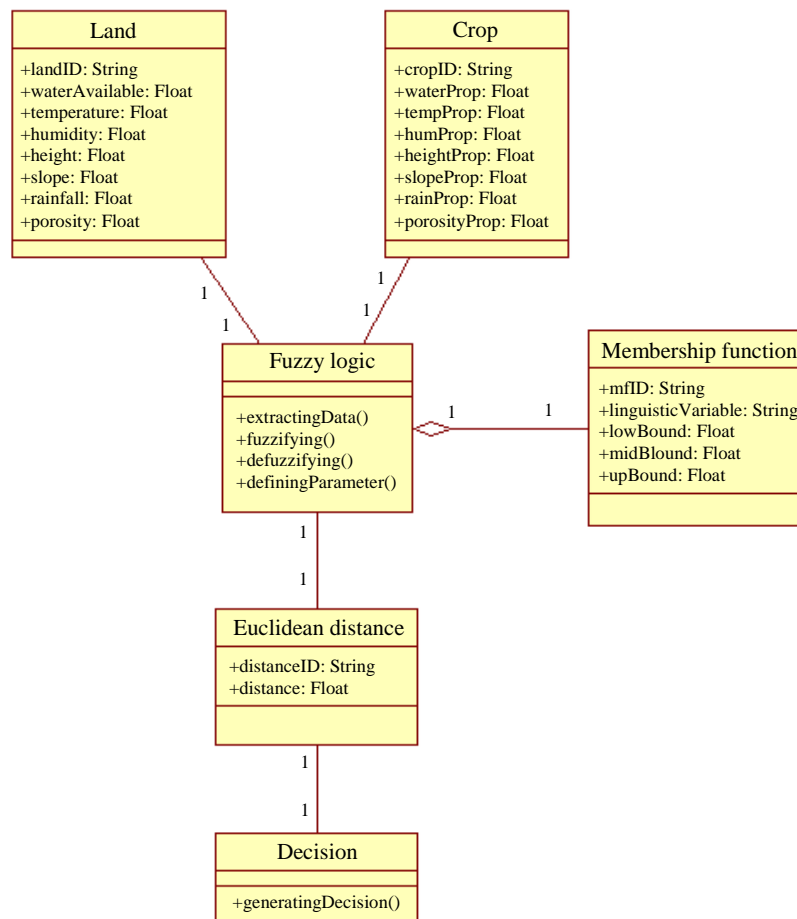 Land
+landID: String
+waterAvailable: Float
+temperature: Float
+humidity: Float
+height: Float
+slope: Float
+rainfall: Float
+porosity: Float
Crop
+cropID: String
+waterProp: Float
+tempProp: Float
+humProp: Float
+heightProp: Float
+slopeProp: Float
+rainProp: Float
+porosityProp: Float
1
1
1
1
Fuzzy logic
+extractingData()
+fuzzifying()
+defuzzifying()
+definingParameter()
1
1
Membership function
+mfID: String
+linguisticVariable: String
+lowBound: Float
+midBlound: Float
+upBound: Float
1
1
Euclidean distance
+distanceID: String
+distance: Float
1
1
Decision
+generatingDecision()